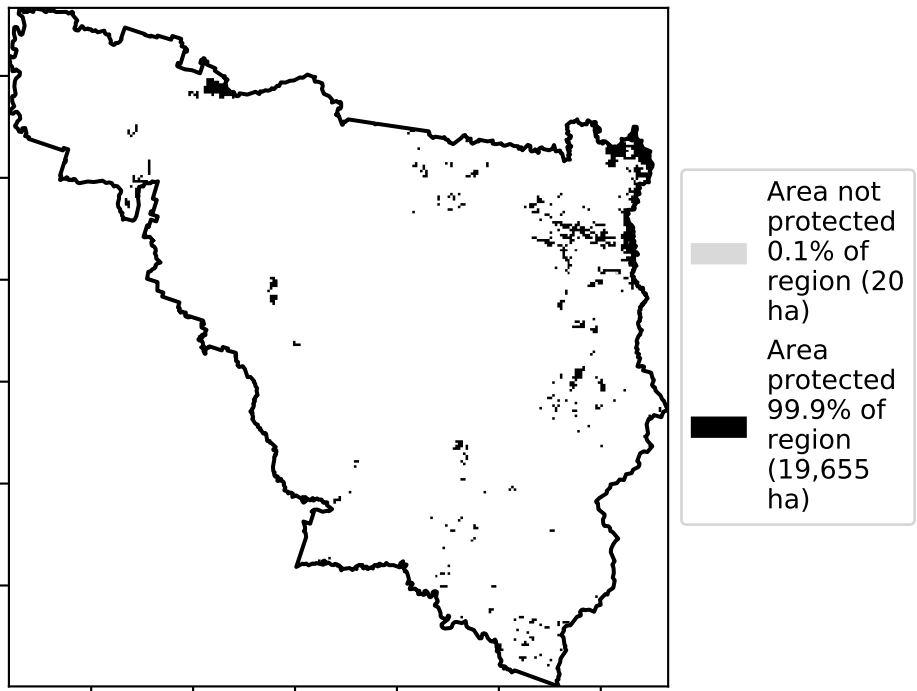 Area not
protected
0.1% of
region (20
ha)
Area
protected
99.9% of
region
(19,655
ha)